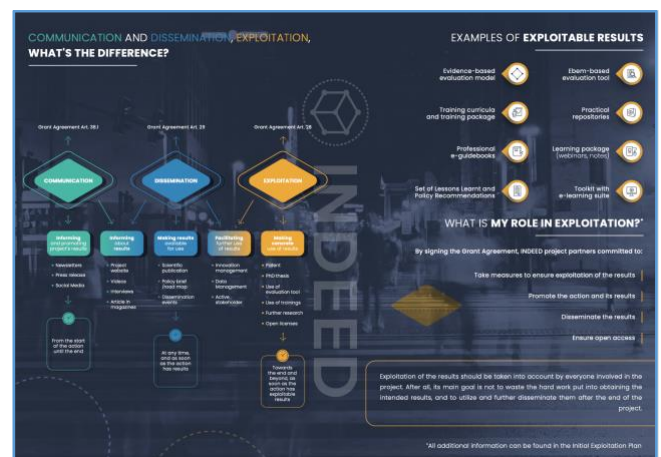 COMMUNICATION AND DISSEMINATION, EXPLOITATION,
WHAT'S THE DIFFERENCE?
Grant Agreement Art. 38.1
Grant Agreement Art. 29
Grant Agreement Art. 28
COMMUNICATION
DISSEMINATION
EXPLOITATION
Informing
and promoting
project results
Informing
about
results
Making results
available
for use
Facilitating
further use
of results
Making
concrete
use of results
Newsletters
Press release
Social Media
Project
website
Videos
Interviews
Article in
magazines
Scientific
publication
Policy brief
/road map
Dissemination
events
Innovation
management
Data
Management
Active
stakeholder
Patent
PhD thesis
Use of
evaluation tool
Use of trainings
Further research
Open licenses
From the start
of the action
until the end
At any time,
and as soon
as the action
has results
Towards
the end and
beyond, as
soon as the
action has
exploitable
results
INDEED
EXAMPLES OF EXPLOITABLE RESULTS
Evidence-based
evaluation model
Ebem-based
evaluation tool
Training curricula
and training package
Practical
repositories
Professional
e-guidebooks
Learning package
(webinars, notes)
Set of Lessons Learnt and
Policy Recommendations
Toolkit with
e-learning suite
WHAT IS MY ROLE IN EXPLOITATION?*
By signing the Grant Agreement, INDEED project partners committed to:
Take measures to ensure exploitation of the results
Promote the action and its results
Disseminate the results
Ensure open access
Exploitation of the results should be taken into account by everyone involved in the
project. After all, its main goal is not to waste the hard work put into obtaining the
intended results, and to utilize and further disseminate them after the end of the
project.
*All additional information can be found in the Initial Exploitation Plan